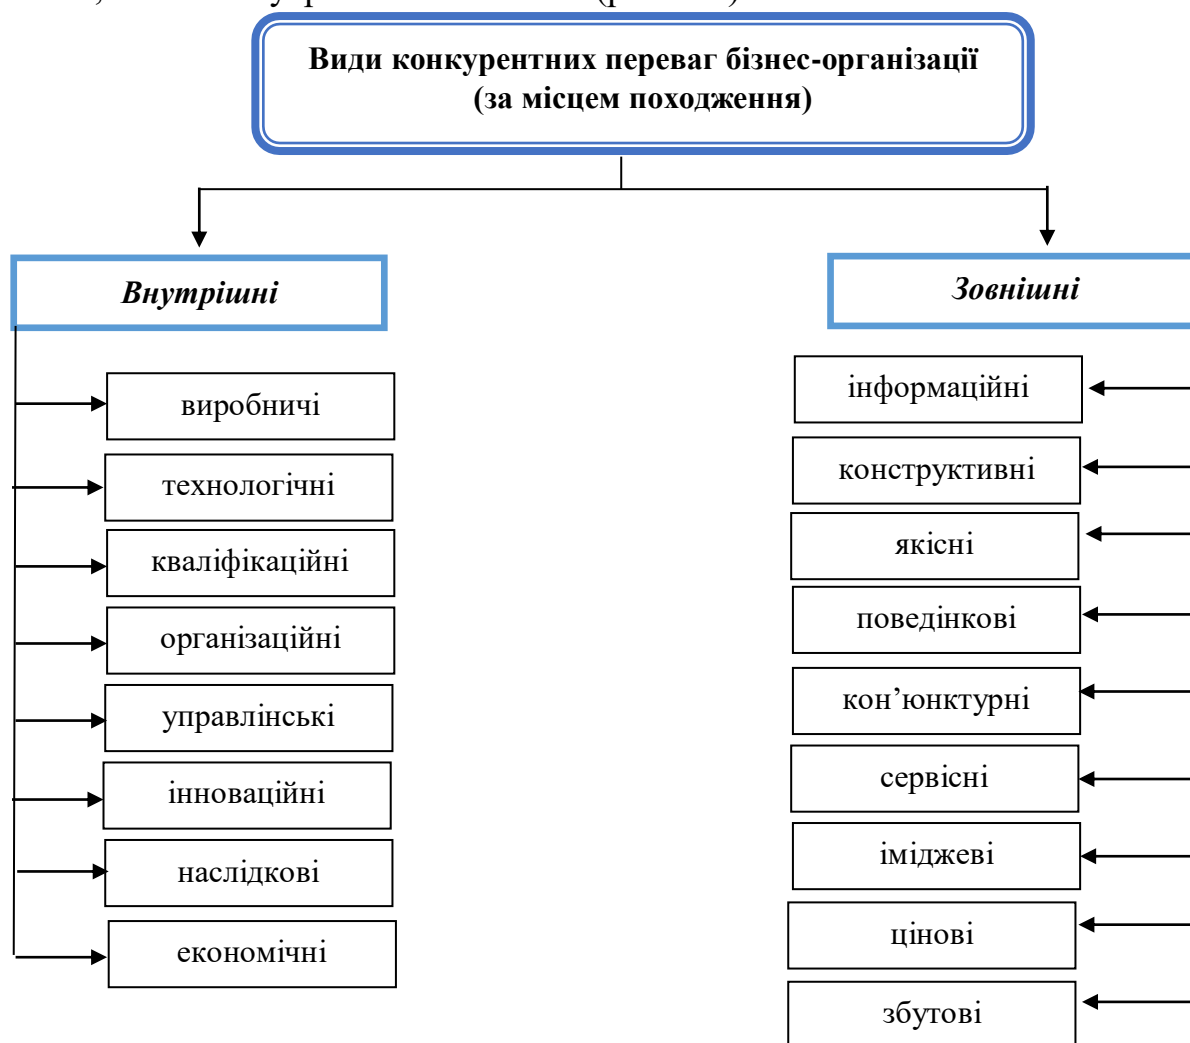 Види конкурентних переваг бізнес-організації
(за місцем походження)
Внутрішні
виробничі
технологічні
кваліфікаційні
організаційні
управлінські
інноваційні
наслідкові
економічні
Зовнішні
інформаційні
конструктивні
якісні
поведінкові
кон’юнктурні
сервісні
іміджеві
цінові
збутові